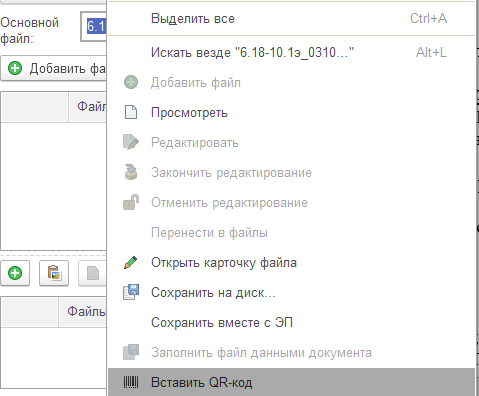 Выделить все Ctrl+A
Основной файл:
6.1
Искать везде "6.18-10.1э_0310…" Alt+L
Добавить фа
Добавить файл
Файл
Просмотреть
Редактировать
Закончить редактирование
Отменить редактирование
Перенести в файлы
Открыть карточку файла
Сохранить на диск...
Файлы
Сохранить вместе с ЭП
Заполнить файл данными документа
Вставить QR-код